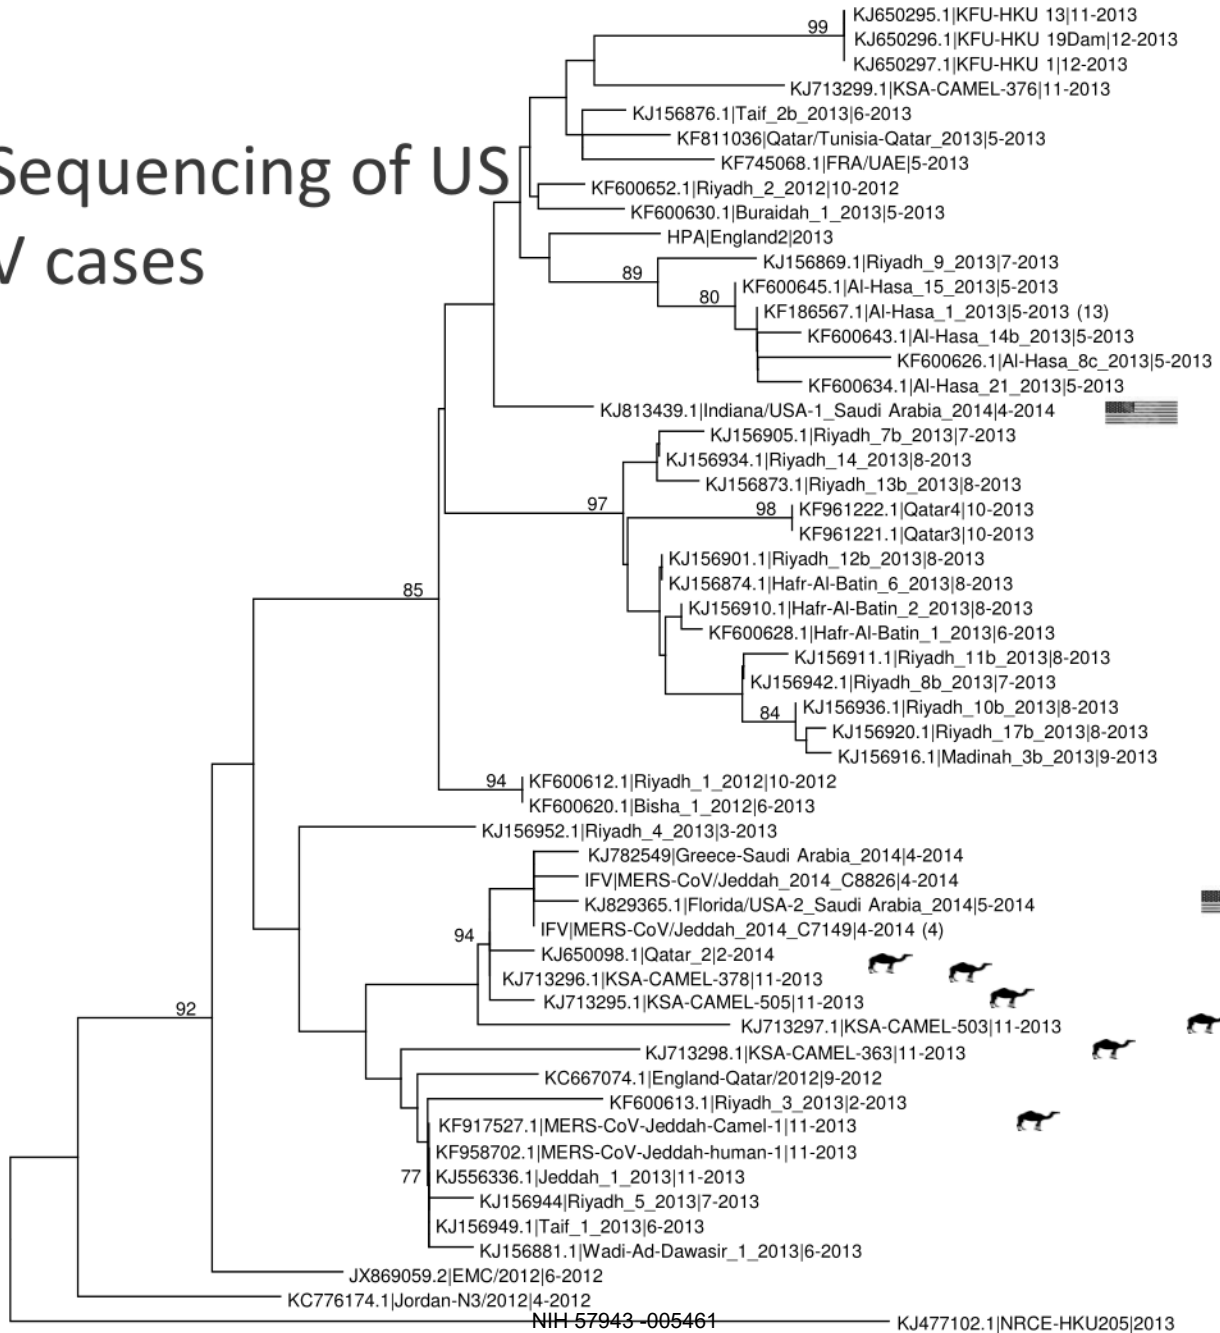 Sequencing of US
V cases
99
KJ650295.1|KFU-HKU 13|11-2013
KJ650296.1|KFU-HKU 19Dam|12-2013
KJ650297.1|KFU-HKU 1|12-2013
KJ713299.1|KSA-CAMEL-376|11-2013
KJ156876.1|Taif_2b_2013|6-2013
KF811036|Qatar/Tunisia-Qatar_2013|5-2013
KF745068.1|FRA/UAE|5-2013
KF600652.1|Riyadh_2_2012|10-2012
KF600630.1|Buraidah_1_2013|5-2013
HPA|England2|2013
89
KJ156869.1|Riyadh_9_2013|7-2013
80
KF600645.1|Al-Hasa_15_2013|5-2013
KF186567.1|Al-Hasa_1_2013|5-2013 (13)
KF600643.1|Al-Hasa_14b_2013|5-2013
KF600626.1|Al-Hasa_8c_2013|5-2013
KF600634.1|Al-Hasa_21_2013|5-2013
KJ813439.1|Indiana/USA-1_Saudi Arabia_2014|4-2014
97
KJ156905.1|Riyadh_7b_2013|7-2013
KJ156934.1|Riyadh_14_2013|8-2013
KJ156873.1|Riyadh_13b_2013|8-2013
98
KF961222.1|Qatar4|10-2013
KF961221.1|Qatar3|10-2013
KJ156901.1|Riyadh_12b_2013|8-2013
KJ156874.1|Hafr-Al-Batin_6_2013|8-2013
85
KJ156910.1|Hafr-Al-Batin_2_2013|8-2013
KF600628.1|Hafr-Al-Batin_1_2013|6-2013
KJ156911.1|Riyadh_11b_2013|8-2013
KJ156942.1|Riyadh_8b_2013|7-2013
84
KJ156936.1|Riyadh_10b_2013|8-2013
KJ156920.1|Riyadh_17b_2013|8-2013
KJ156916.1|Madinah_3b_2013|9-2013
94
KF600612.1|Riyadh_1_2012|10-2012
KF600620.1|Bisha_1_2012|6-2013
KJ156952.1|Riyadh_4_2013|3-2013
KJ782549|Greece-Saudi Arabia_2014|4-2014
IFV|MERS-CoV/Jeddah_2014_C8826|4-2014
KJ829365.1|Florida/USA-2_Saudi Arabia_2014|5-2014
IFV|MERS-CoV/Jeddah_2014_C7149|4-2014 (4)
94
KJ650098.1|Qatar_2|2-2014
KJ713296.1|KSA-CAMEL-378|11-2013
KJ713295.1|KSA-CAMEL-505|11-2013
92
KJ713297.1|KSA-CAMEL-503|11-2013
KJ713298.1|KSA-CAMEL-363|11-2013
KC667074.1|England-Qatar/2012|9-2012
KF600613.1|Riyadh_3_2013|2-2013
KF917527.1|MERS-CoV-Jeddah-Camel-1|11-2013
KF958702.1|MERS-CoV-Jeddah-human-1|11-2013
77
KJ556336.1|Jeddah_1_2013|11-2013
KJ156944|Riyadh_5_2013|7-2013
KJ156949.1|Taif_1_2013|6-2013
KJ156881.1|Wadi-Ad-Dawasir_1_2013|6-2013
JX869059.2|EMC/2012|6-2012
KC776174.1|Jordan-N3/2012|4-2012
NIH 57943 -005461
KJ477102.1|NRCE-HKU205|2013